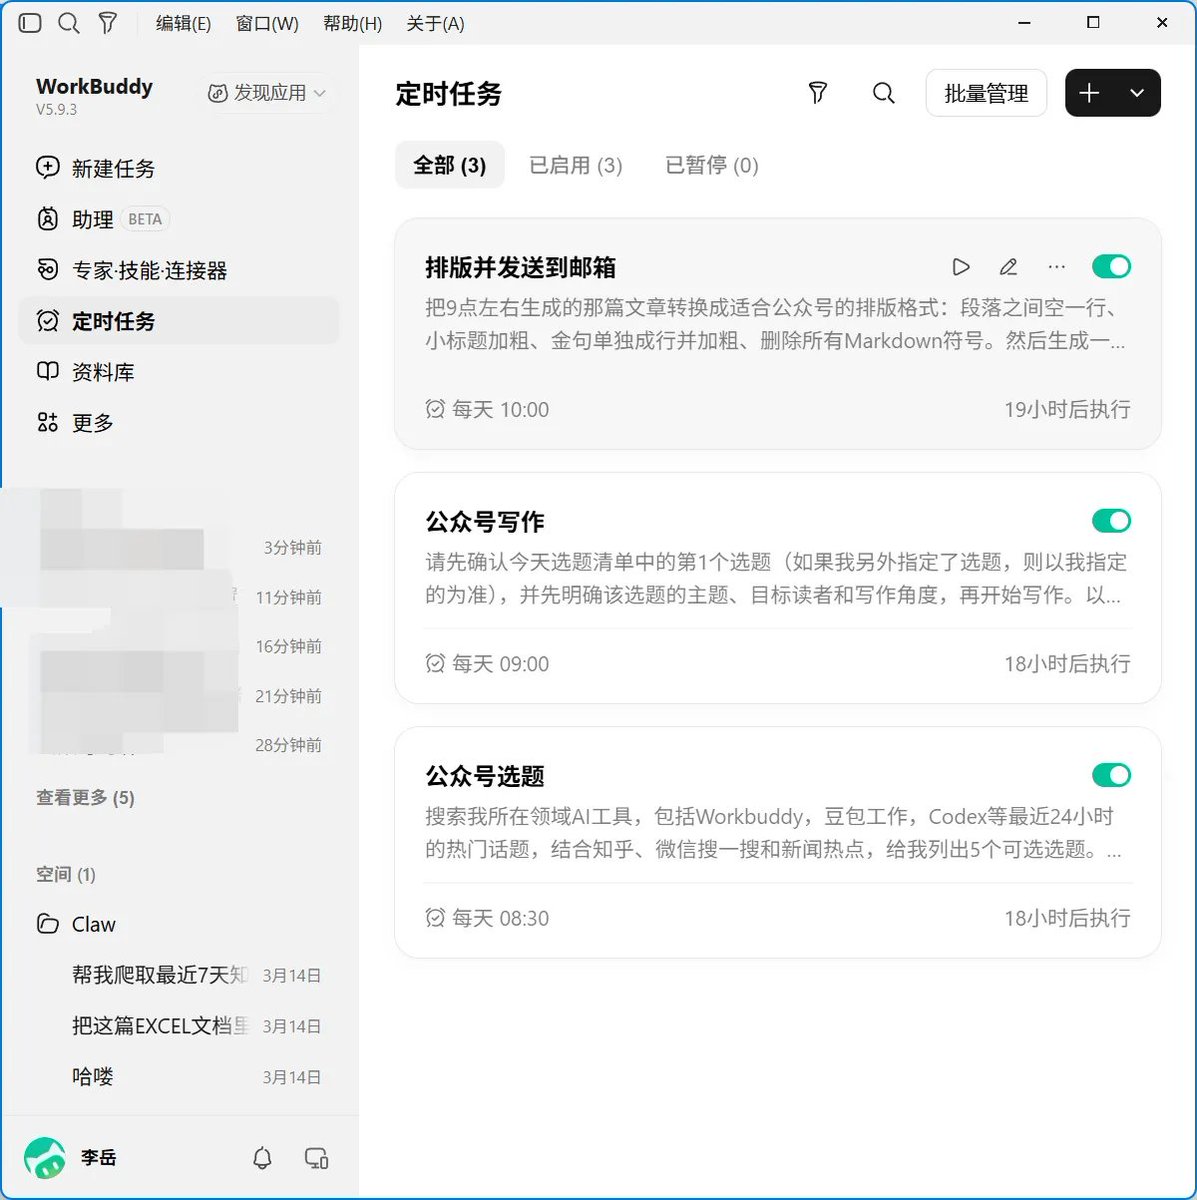 编辑(E) 窗口(W) 帮助(H) 关于(A)
WorkBuddy
V5.9.3
发现应用
新建任务
助理 BETA
专家·技能·连接器
定时任务
资料库
更多
3分钟前
11分钟前
16分钟前
21分钟前
28分钟前
查看更多 (5)
空间 (1)
Claw
帮我爬取最近7天知 3月14日
把这篇EXCEL文档里 3月14日
哈喽 3月14日
李岳
定时任务
批量管理
全部 (3) 已启用 (3) 已暂停 (0)
排版并发送到邮箱
把9点左右生成的那篇文章转换成适合公众号的排版格式：段落之间空一行、
小标题加粗、金句单独成行并加粗、删除所有Markdown符号。然后生成一...
每天 10:00 19小时后执行
公众号写作
请先确认今天选题清单中的第1个选题（如果我另外指定了选题，则以我指定
的为准），并先明确该选题的主题、目标读者和写作角度，再开始写作。以...
每天 09:00 18小时后执行
公众号选题
搜索我所在领域AI工具，包括Workbuddy，豆包工作，Codex等最近24小时
的热门话题，结合知乎、微信搜一搜和新闻热点，给我列出5个可选选题。...
每天 08:30 18小时后执行